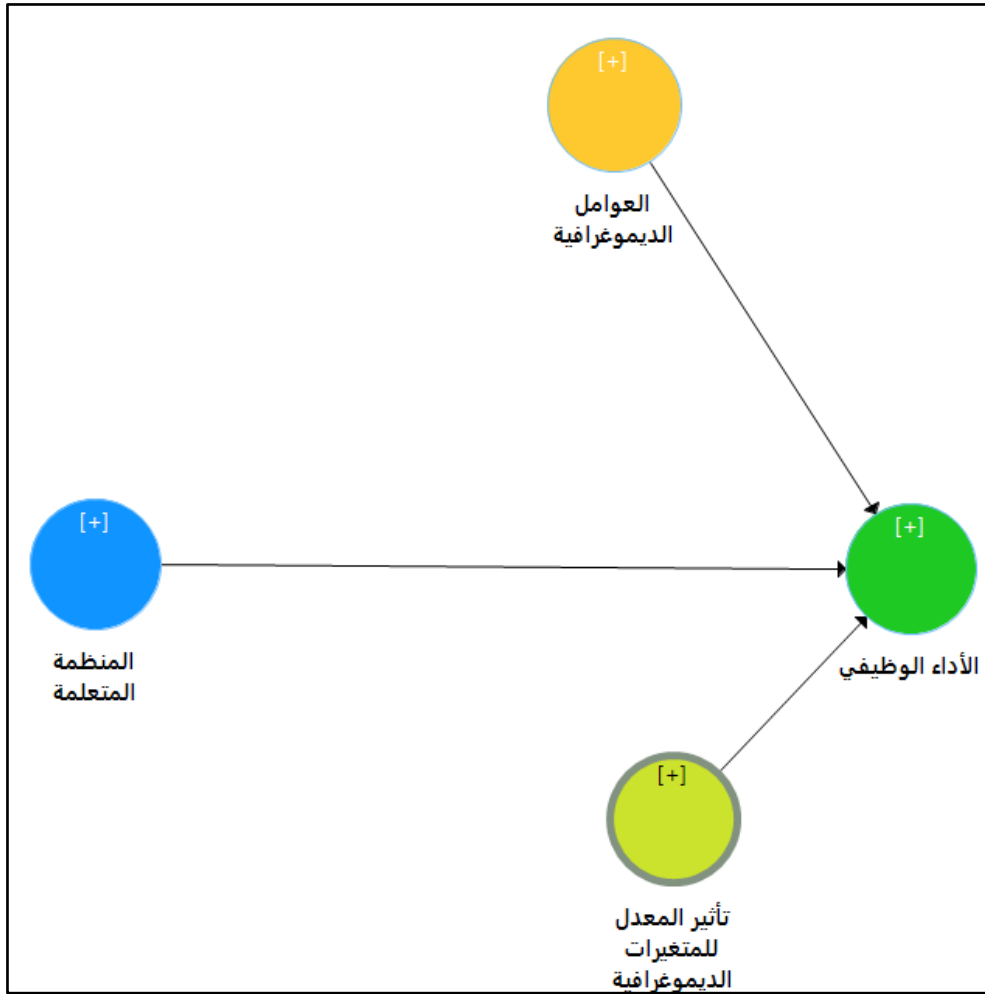 [+]
العوامل
الديموغرافية
[+]
المنظمة
المتعلمة
[+]
الأداء الوظيفي
[+]
تأثير المعدل
للمتغيرات
الديموغرافية